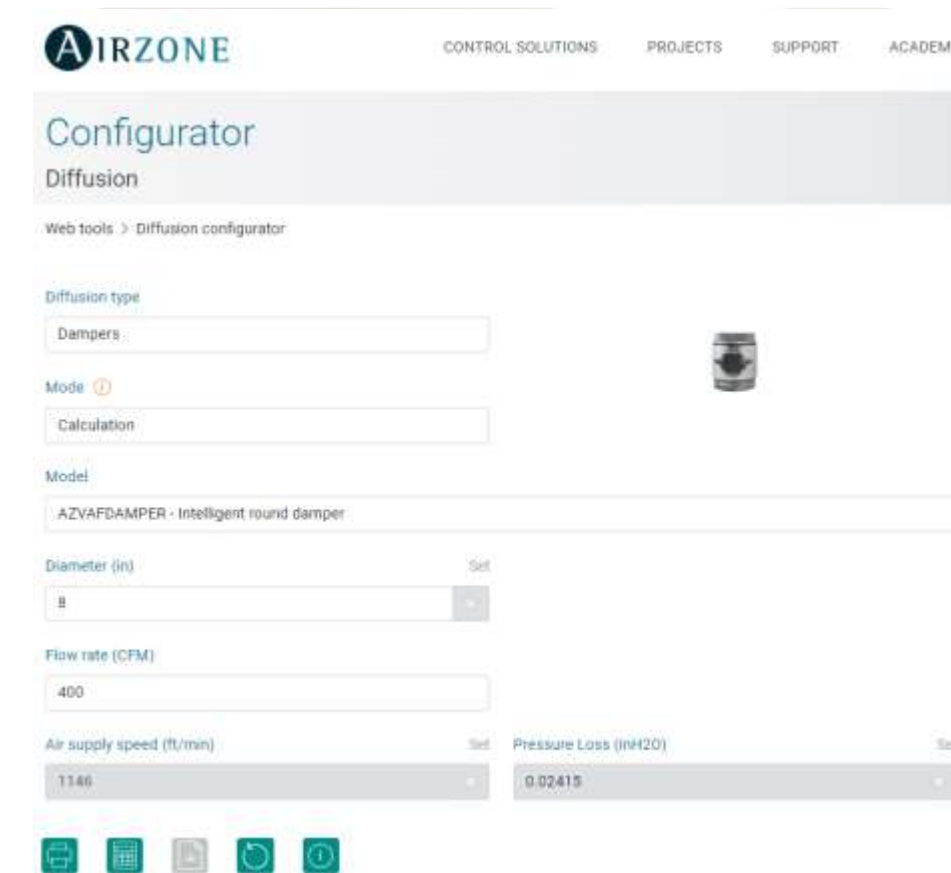 AIRZONE
CONTROL SOLUTIONS PROJECTS SUPPORT ACADEM
Configurator
Diffusion
Web tools > Diffusion configurator
Diffusion type
Dampers
Mode
Calculation
Model
AZVAFDAMPER - Intelligent round damper
Diameter (in) Set
8
Flow rate (CFM)
400
Air supply speed (ft/min) Set Pressure Loss (inH2O) Se
1146 0.02415